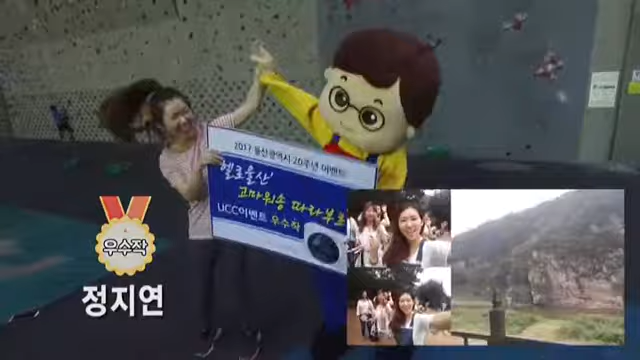 2017 울산광역시 20주년 이벤트
'헬로울산'
고마워송 따라부르
UCC이벤트 우수작
우수작
정지연